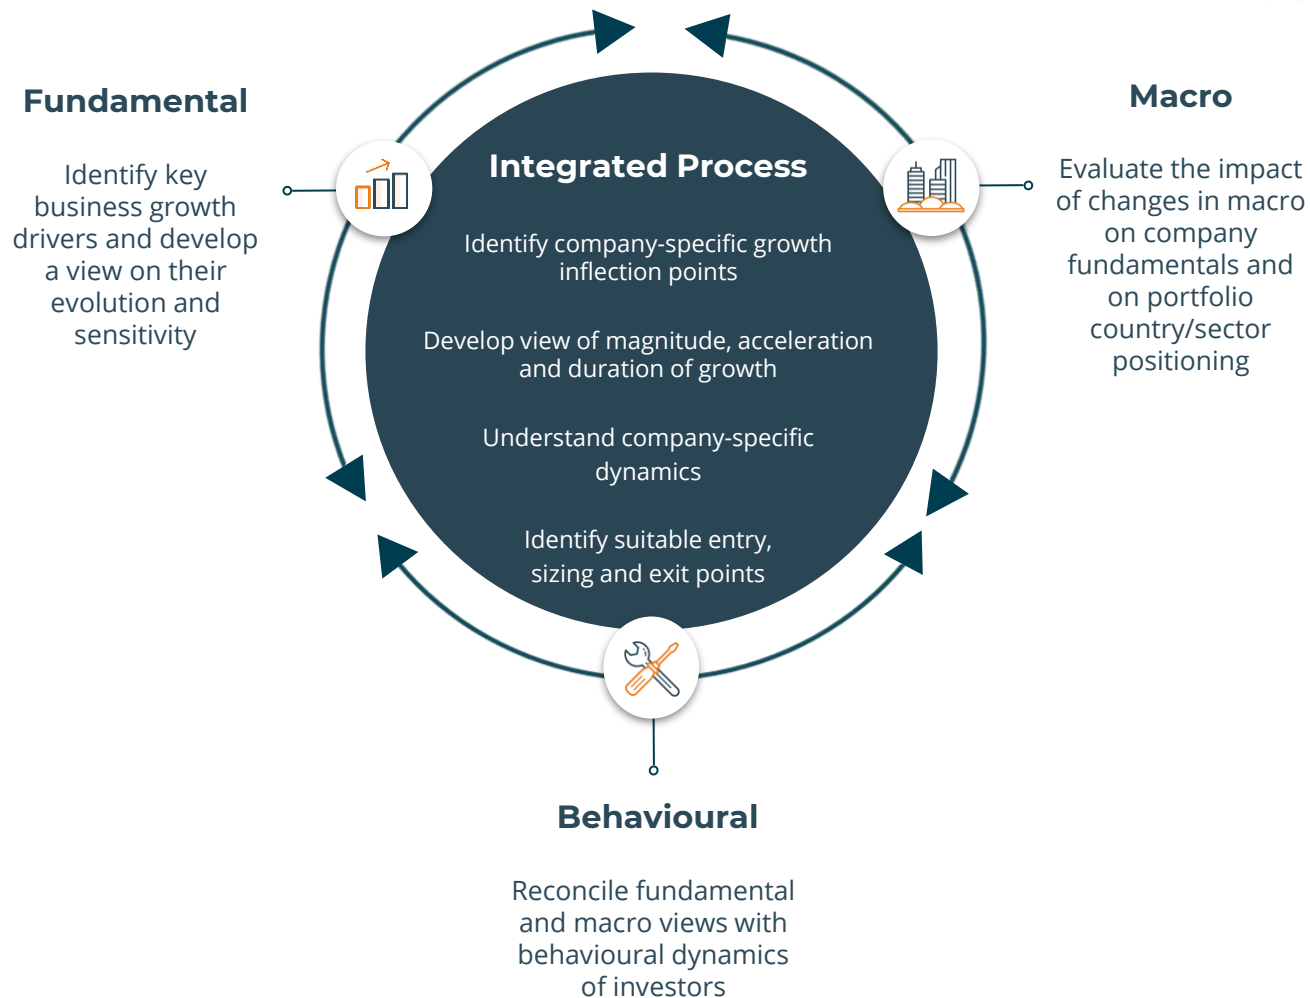 Fundamental
Identify key
business growth
drivers and develop
a view on their
evolution and
sensitivity
Integrated Process
Identify company-specific growth
inflection points
Develop view of magnitude, acceleration
and duration of growth
Understand company-specific
dynamics
Identify suitable entry,
sizing and exit points
Macro
Evaluate the impact
of changes in macro
on company
fundamentals and
on portfolio
country/sector
positioning
Behavioural
Reconcile fundamental
and macro views with
behavioural dynamics
of investors